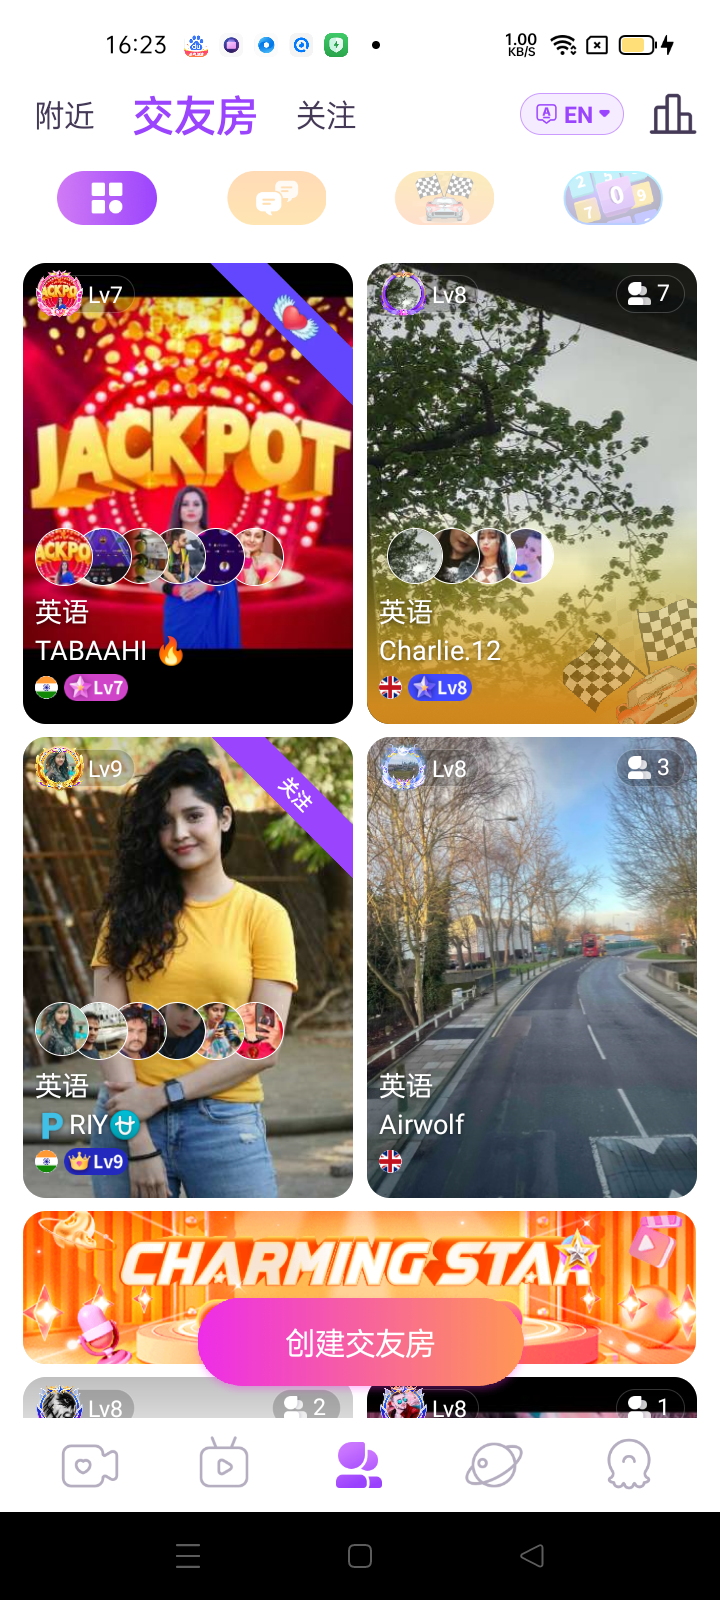 16:23
1.00
KB/S
附近 交友房 关注
EN
Lv7
JACKPOT
英语
TABAAHI
Lv7
Lv8
7
英语
Charlie.12
Lv8
Lv9
关注
英语
P RIY
Lv9
Lv8
3
英语
Airwolf
CHARMING STAR
创建交友房
Lv8
2
Lv8
1